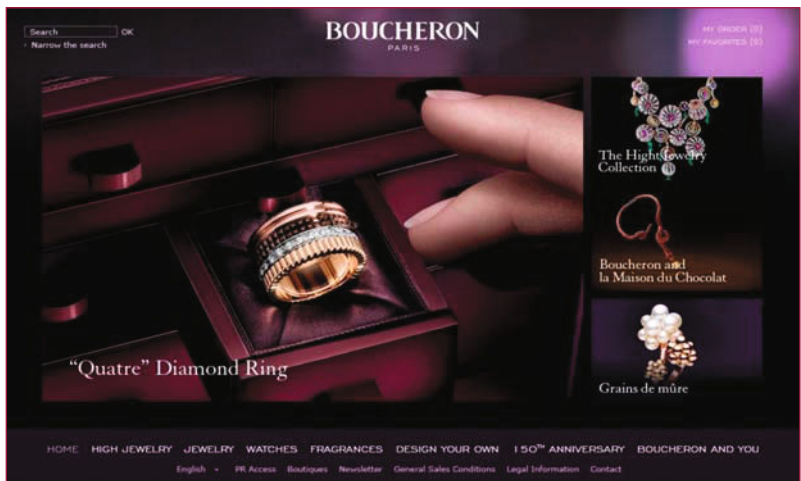 Search OK
Narrow the search
BOUCHERON
PARIS
MY ORDER (0)
MY FAVORITES (0)
The Hight Jewelry
Collection
Boucheron and
la Maison du Chocolat
"Quatre" Diamond Ring
Grains de mûre
HOME HIGH JEWELRY JEWELRY WATCHES FRAGRANCES DESIGN YOUR OWN 150TH ANNIVERSARY BOUCHERON AND YOU
English PR Access Boutiques Newsletter General Sales Conditions Legal Information Contact